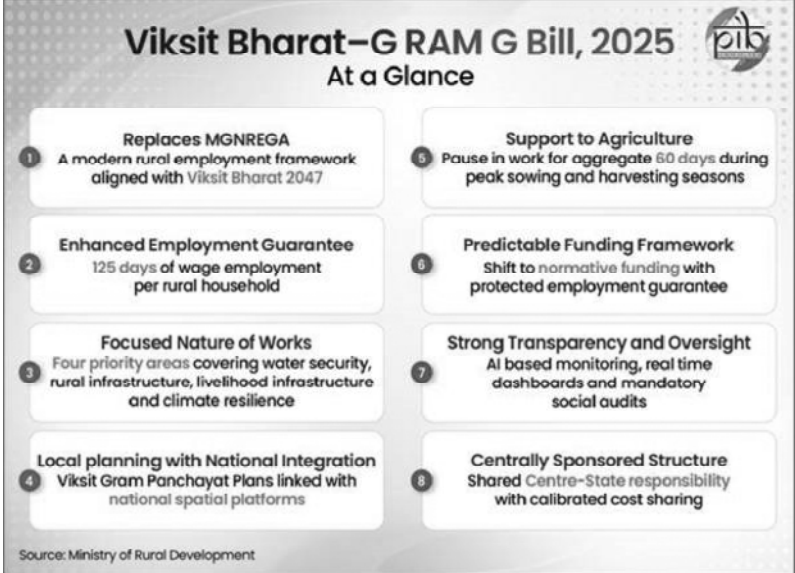 Viksit Bharat–G RAM G Bill, 2025
pib
At a Glance
1
Replaces MGNREGA
A modern rural employment framework
aligned with Viksit Bharat 2047
2
Enhanced Employment Guarantee
125 days of wage employment
per rural household
3
Focused Nature of Works
Four priority areas covering water security,
rural infrastructure, livelihood infrastructure
and climate resilience
4
Local planning with National Integration
Viksit Gram Panchayat Plans linked with
national spatial platforms
5
Support to Agriculture
Pause in work for aggregate 60 days during
peak sowing and harvesting seasons
6
Predictable Funding Framework
Shift to normative funding with
protected employment guarantee
7
Strong Transparency and Oversight
AI based monitoring, real time
dashboards and mandatory
social audits
8
Centrally Sponsored Structure
Shared Centre-State responsibility
with calibrated cost sharing
Source: Ministry of Rural Development